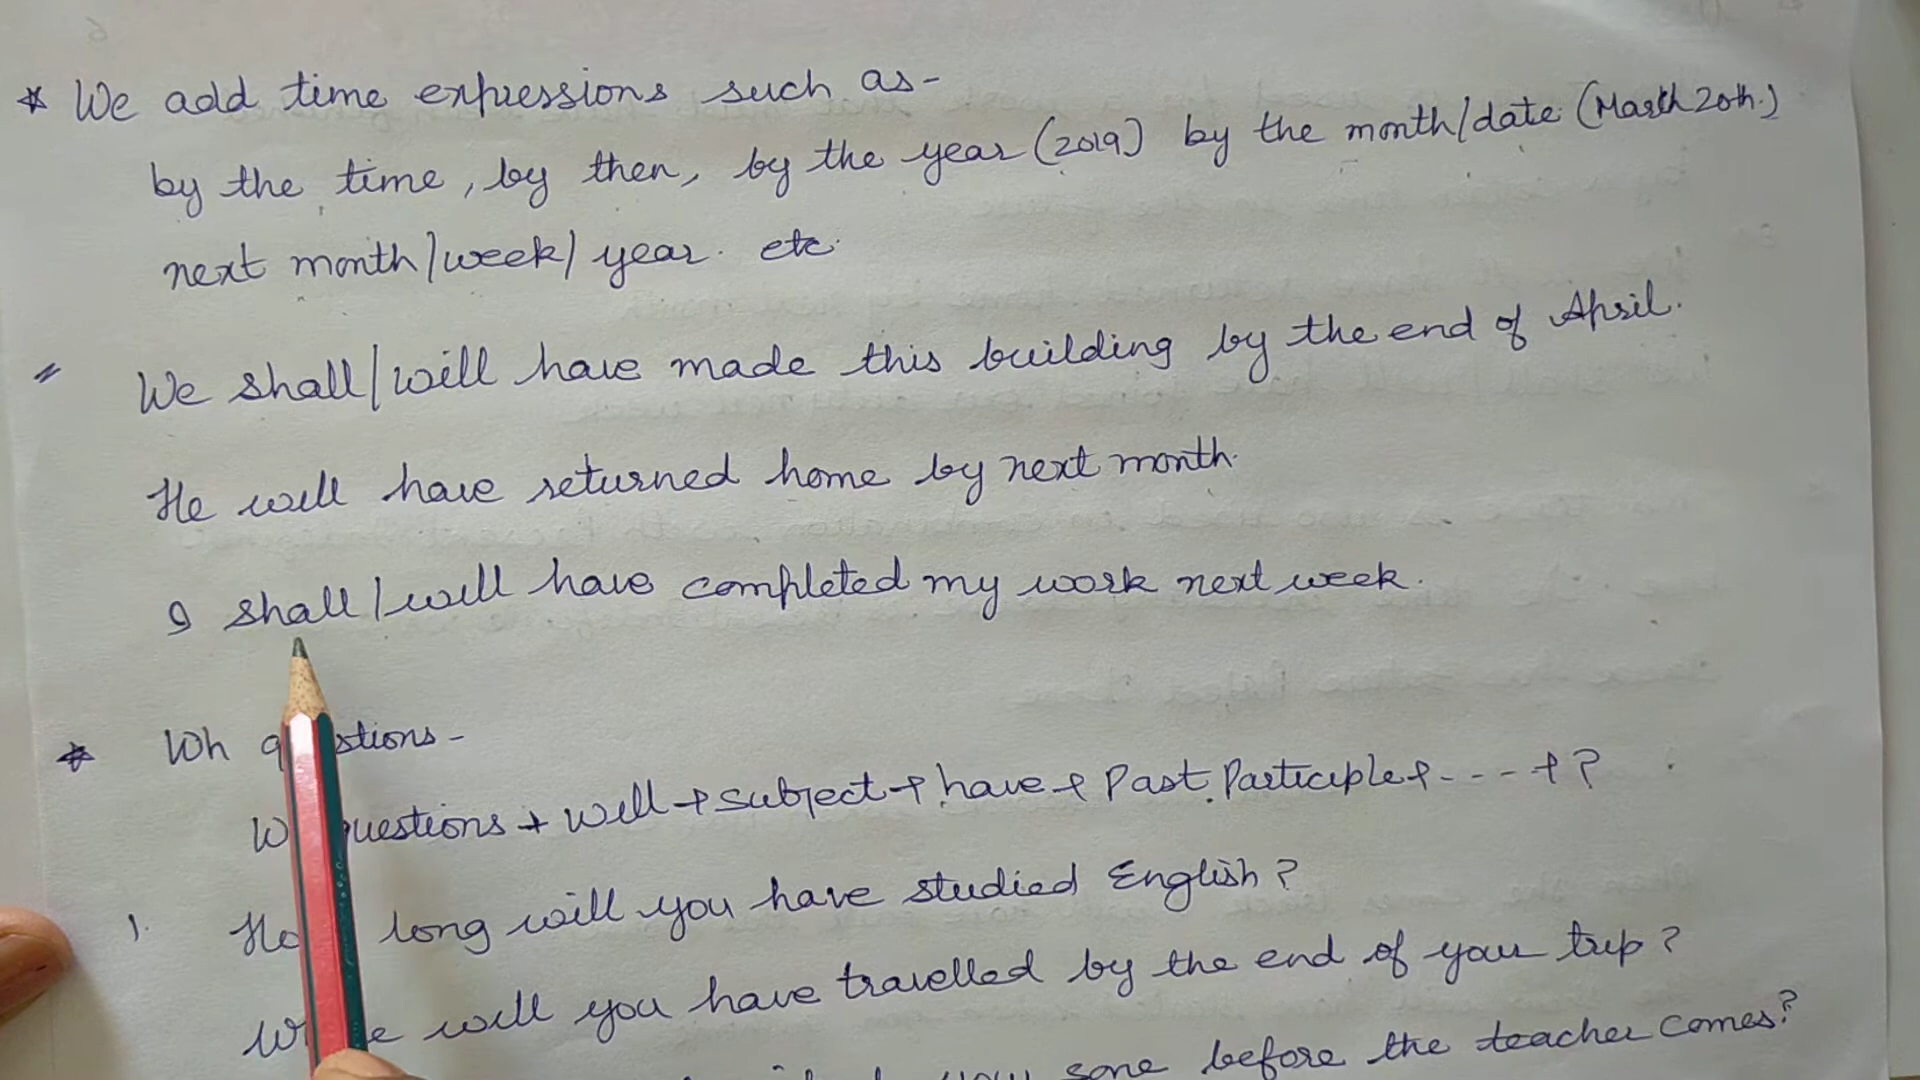 * We add time expressions such as-
by the time, by then, by the year (2019) by the month/date (March 20th.)
next month/week/ year. etc.
We shall/will have made this building by the end of April.
He will have returned home by next month.
I shall/will have completed my work next week.
* Wh questions -
Wh questions + Will + subject + have + Past Participle + - - - - + ?
1. How long will you have studied English?
will you have travelled by the end of your trip?
before the teacher comes?